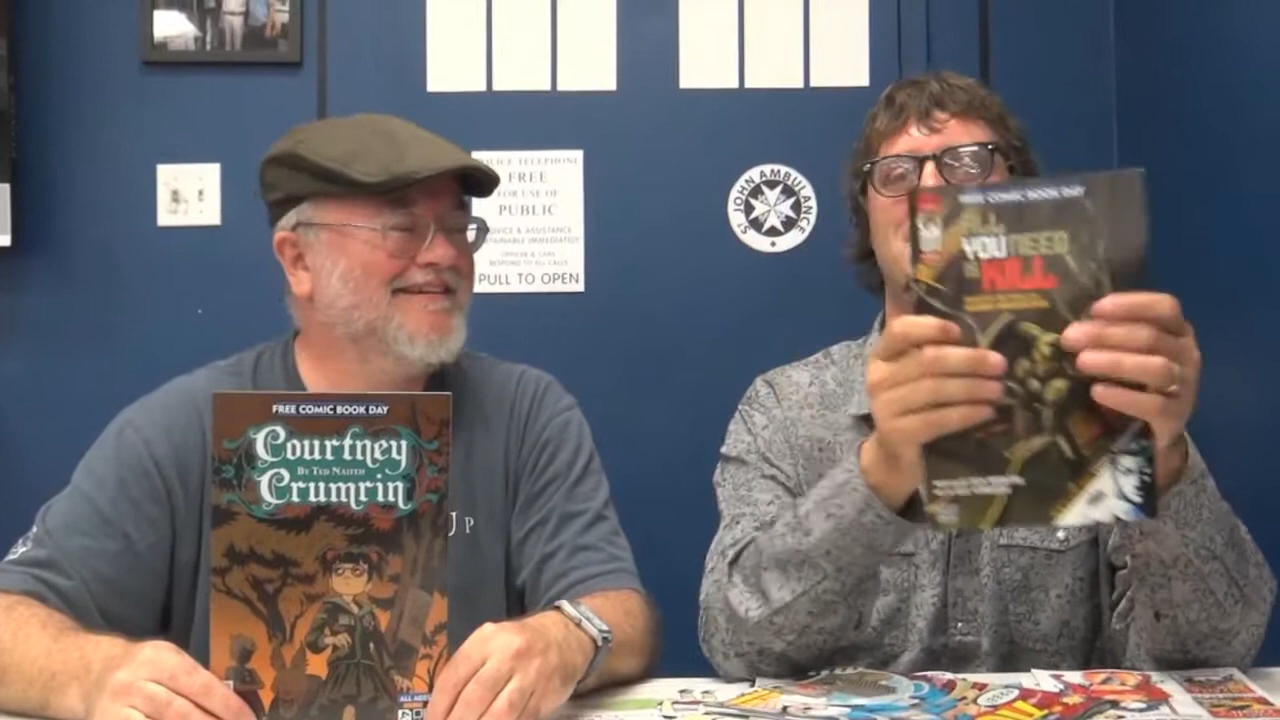 POLICE TELEPHONE
FREE
FOR USE OF
PUBLIC
ADVICE & ASSISTANCE
OBTAINABLE IMMEDIATELY
OFFICER & CARS
RESPOND TO ALL CALLS
PULL TO OPEN
ST JOHN AMBULANCE
FREE COMIC BOOK DAY
Courtney
By Ted Naifeh
Crumrin
ALL AGES
FREE COMIC BOOK DAY
ALL
YOU NEED
IS KILL